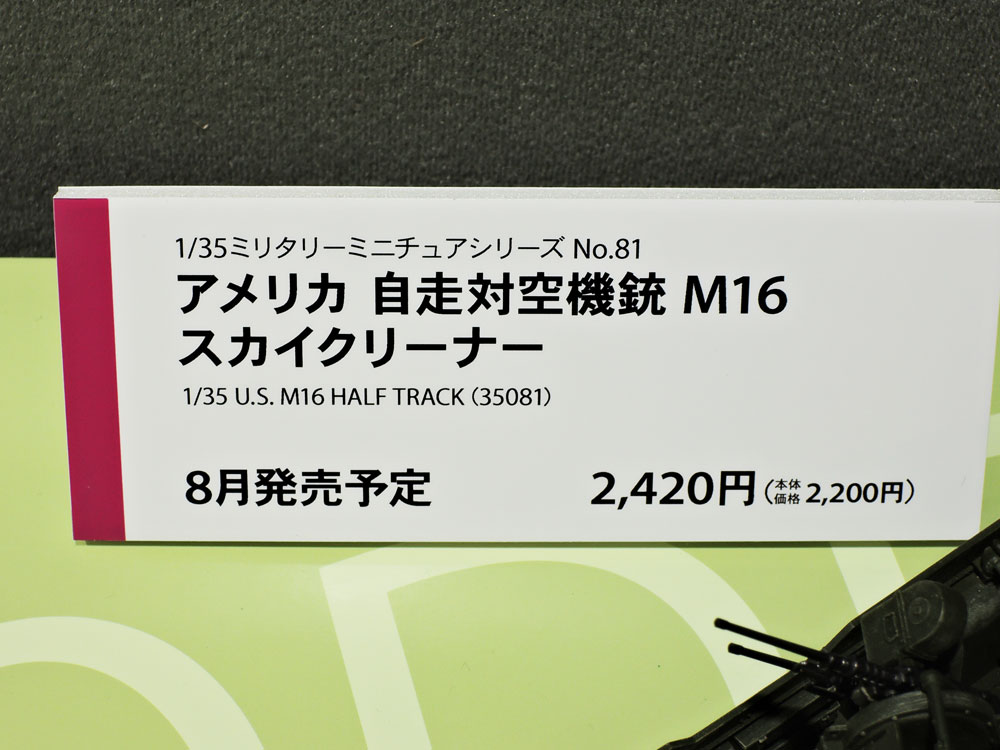 1/35ミリタリーミニチュアシリーズ No.81
アメリカ 自走対空機銃 M16
スカイクリーナー
1/35 U.S. M16 HALF TRACK (35081)
8月発売予定
2,420円(本体価格 2,200円)